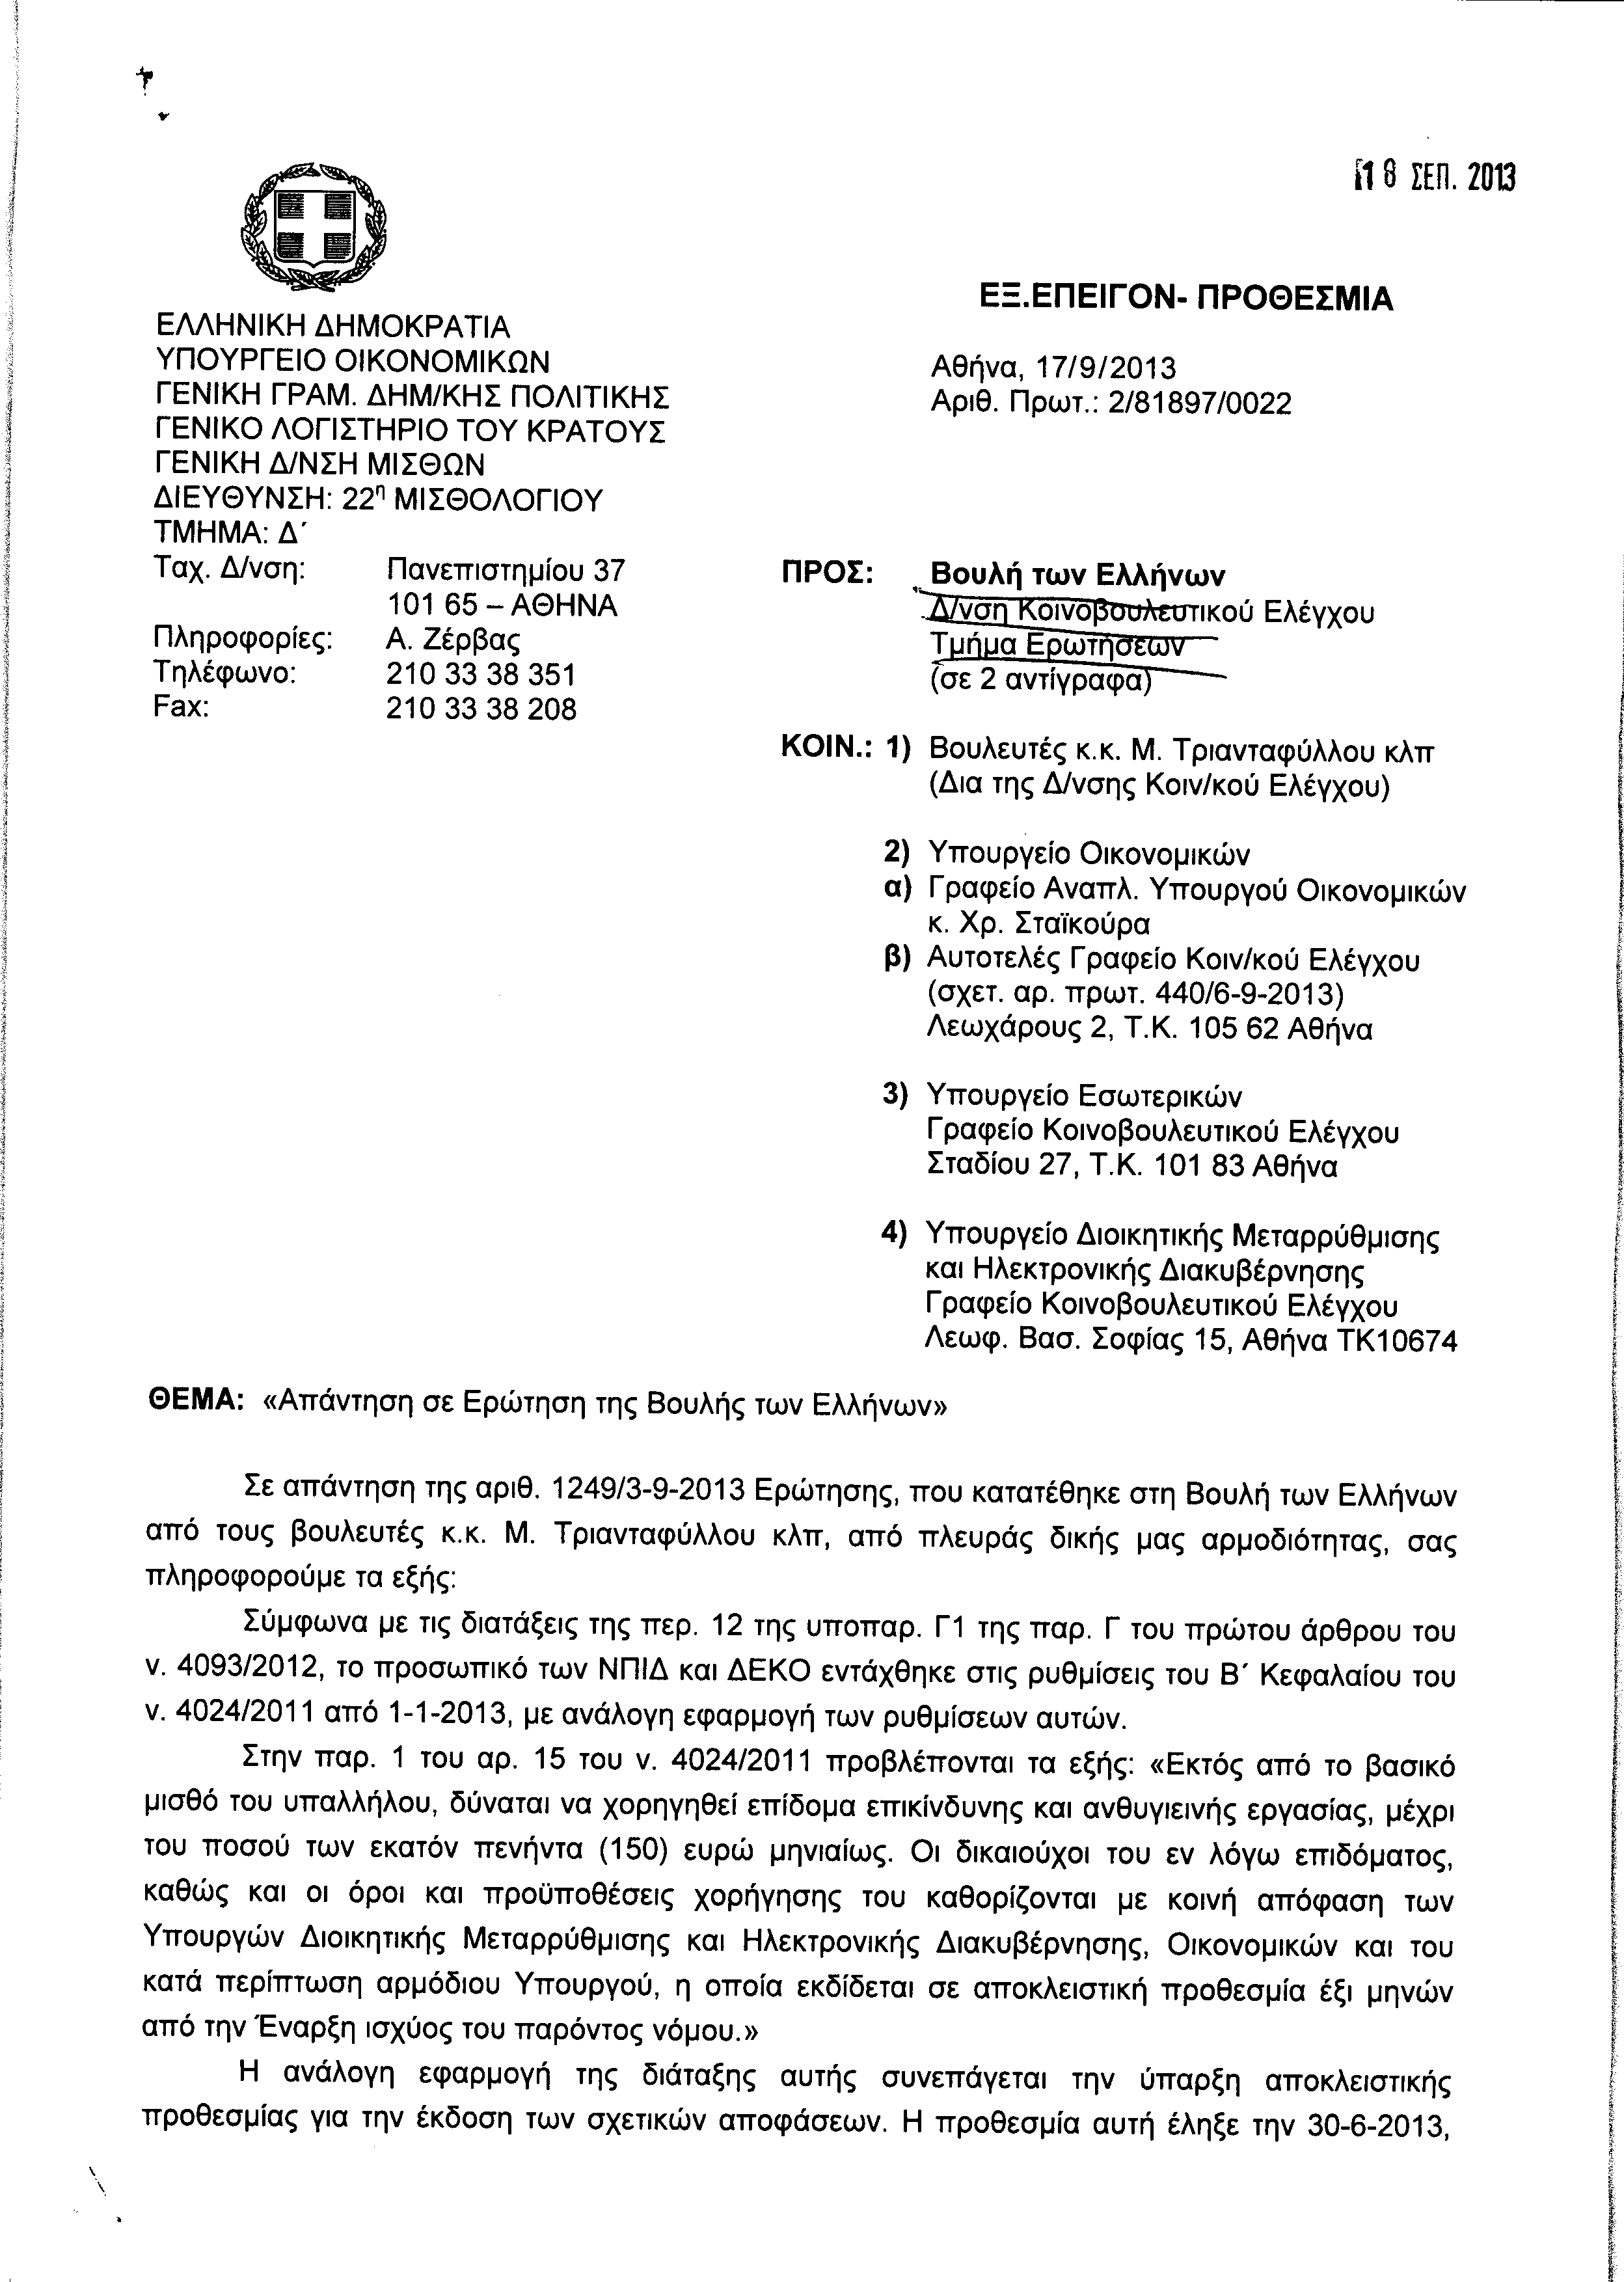 18 ΣΕΠ. 2013
ΕΛΛΗΝΙΚΗ ΔΗΜΟΚΡΑΤΙΑ
ΥΠΟΥΡΓΕΙΟ ΟΙΚΟΝΟΜΙΚΩΝ
ΓΕΝΙΚΗ ΓΡΑΜ. ΔΗΜ/ΚΗΣ ΠΟΛΙΤΙΚΗΣ
ΓΕΝΙΚΟ ΛΟΓΙΣΤΗΡΙΟ ΤΟΥ ΚΡΑΤΟΥΣ
ΓΕΝΙΚΗ Δ/ΝΣΗ ΜΙΣΘΩΝ
ΔΙΕΥΘΥΝΣΗ: 22η ΜΙΣΘΟΛΟΓΙΟΥ
ΤΜΗΜΑ: Δ΄
Ταχ. Δ/νση: Πανεπιστημίου 37
101 65 – ΑΘΗΝΑ
Πληροφορίες: Α. Ζέρβας
Τηλέφωνο: 210 33 38 351
Fax: 210 33 38 208
ΕΞ.ΕΠΕΙΓΟΝ- ΠΡΟΘΕΣΜΙΑ
Αθήνα, 17/9/2013
Αριθ. Πρωτ.: 2/81897/0022
ΠΡΟΣ: Βουλή των Ελλήνων
Δ/νση Κοινοβουλευτικού Ελέγχου
Τμήμα Ερωτήσεων
(σε 2 αντίγραφα)
ΚΟΙΝ.: 1) Βουλευτές κ.κ. Μ. Τριανταφύλλου κλπ
(Δια της Δ/νσης Κοιν/κού Ελέγχου)
2) Υπουργείο Οικονομικών
α) Γραφείο Αναπλ. Υπουργού Οικονομικών
κ. Χρ. Σταϊκούρα
β) Αυτοτελές Γραφείο Κοιν/κού Ελέγχου
(σχετ. αρ. πρωτ. 440/6-9-2013)
Λεωχάρους 2, Τ.Κ. 105 62 Αθήνα
3) Υπουργείο Εσωτερικών
Γραφείο Κοινοβουλευτικού Ελέγχου
Σταδίου 27, Τ.Κ. 101 83 Αθήνα
4) Υπουργείο Διοικητικής Μεταρρύθμισης
και Ηλεκτρονικής Διακυβέρνησης
Γραφείο Κοινοβουλευτικού Ελέγχου
Λεωφ. Βασ. Σοφίας 15, Αθήνα ΤΚ10674
ΘΕΜΑ: «Απάντηση σε Ερώτηση της Βουλής των Ελλήνων»
Σε απάντηση της αριθ. 1249/3-9-2013 Ερώτησης, που κατατέθηκε στη Βουλή των Ελλήνων
από τους βουλευτές κ.κ. Μ. Τριανταφύλλου κλπ, από πλευράς δικής μας αρμοδιότητας, σας
πληροφορούμε τα εξής:
Σύμφωνα με τις διατάξεις της περ. 12 της υποπαρ. Γ1 της παρ. Γ του πρώτου άρθρου του
ν. 4093/2012, το προσωπικό των ΝΠΙΔ και ΔΕΚΟ εντάχθηκε στις ρυθμίσεις του Β΄ Κεφαλαίου του
ν. 4024/2011 από 1-1-2013, με ανάλογη εφαρμογή των ρυθμίσεων αυτών.
Στην παρ. 1 του αρ. 15 του ν. 4024/2011 προβλέπονται τα εξής: «Εκτός από το βασικό
μισθό του υπαλλήλου, δύναται να χορηγηθεί επίδομα επικίνδυνης και ανθυγιεινής εργασίας, μέχρι
του ποσού των εκατόν πενήντα (150) ευρώ μηνιαίως. Οι δικαιούχοι του εν λόγω επιδόματος,
καθώς και οι όροι και προϋποθέσεις χορήγησης του καθορίζονται με κοινή απόφαση των
Υπουργών Διοικητικής Μεταρρύθμισης και Ηλεκτρονικής Διακυβέρνησης, Οικονομικών και του
κατά περίπτωση αρμόδιου Υπουργού, η οποία εκδίδεται σε αποκλειστική προθεσμία έξι μηνών
από την Έναρξη ισχύος του παρόντος νόμου.»
Η ανάλογη εφαρμογή της διάταξης αυτής συνεπάγεται την ύπαρξη αποκλειστικής
προθεσμίας για την έκδοση των σχετικών αποφάσεων. Η προθεσμία αυτή έληξε την 30-6-2013,